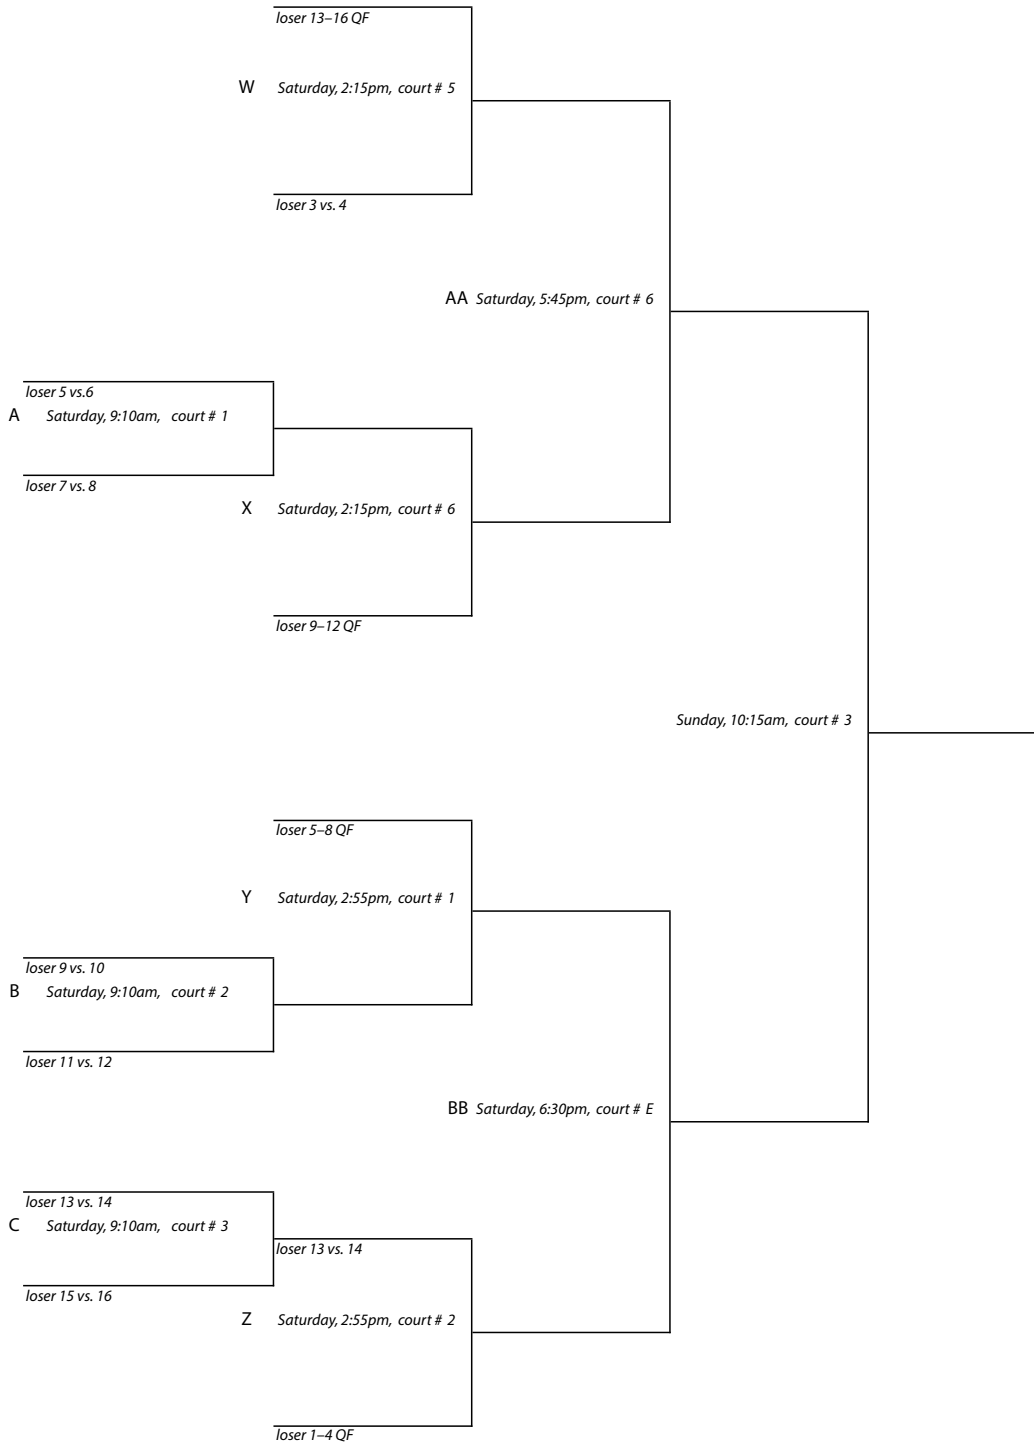 loser 13–16 QF
W Saturday, 2:15pm, court # 5
loser 3 vs. 4
AA Saturday, 5:45pm, court # 6
loser 5 vs.6
A Saturday, 9:10am, court # 1
loser 7 vs. 8
X Saturday, 2:15pm, court # 6
loser 9–12 QF
Sunday, 10:15am, court # 3
loser 5–8 QF
Y Saturday, 2:55pm, court # 1
loser 9 vs. 10
B Saturday, 9:10am, court # 2
loser 11 vs. 12
BB Saturday, 6:30pm, court # E
loser 13 vs. 14
C Saturday, 9:10am, court # 3
loser 13 vs. 14
loser 15 vs. 16
Z Saturday, 2:55pm, court # 2
loser 1–4 QF